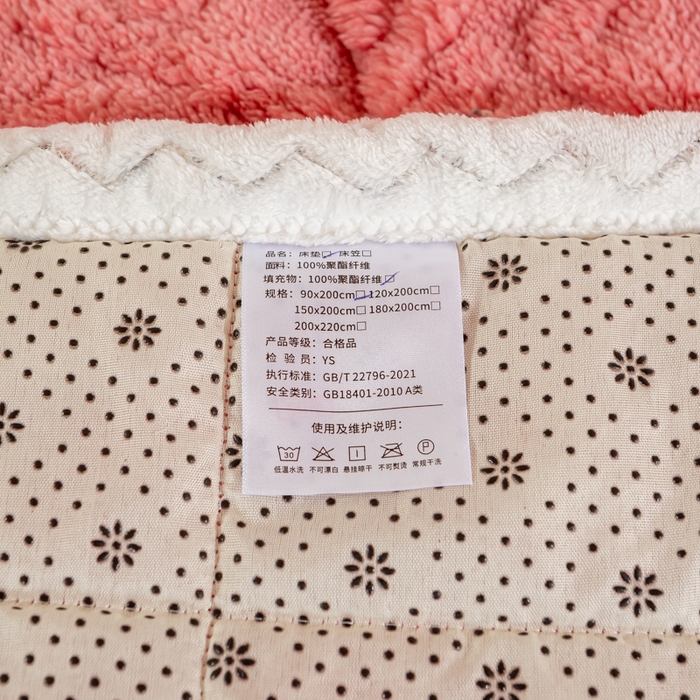 品名：床垫☑ 床笠□
面料：100%聚酯纤维
填充物：100%聚酯纤维☑
规格：90x200cm☑120x200cm□
150x200cm□180x200cm□
200x220cm□
产品等级：合格品
检 验 员：YS
执行标准：GB/T 22796-2021
安全类别：GB18401-2010 A类
使用及维护说明：
30 P
低温水洗 不可漂白 悬挂晾干 不可熨烫 常规干洗